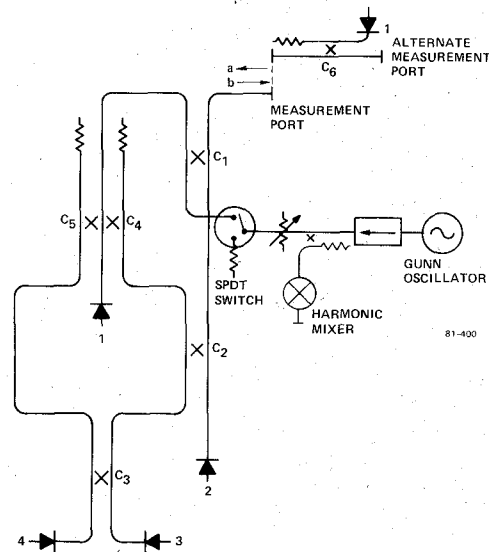 1
ALTERNATE
MEASUREMENT
PORT
C6
a
b
MEASUREMENT
PORT
C1
C5
C4
SPDT
SWITCH
GUNN
OSCILLATOR
HARMONIC
MIXER
81-400
1
C2
2
C3
4
3